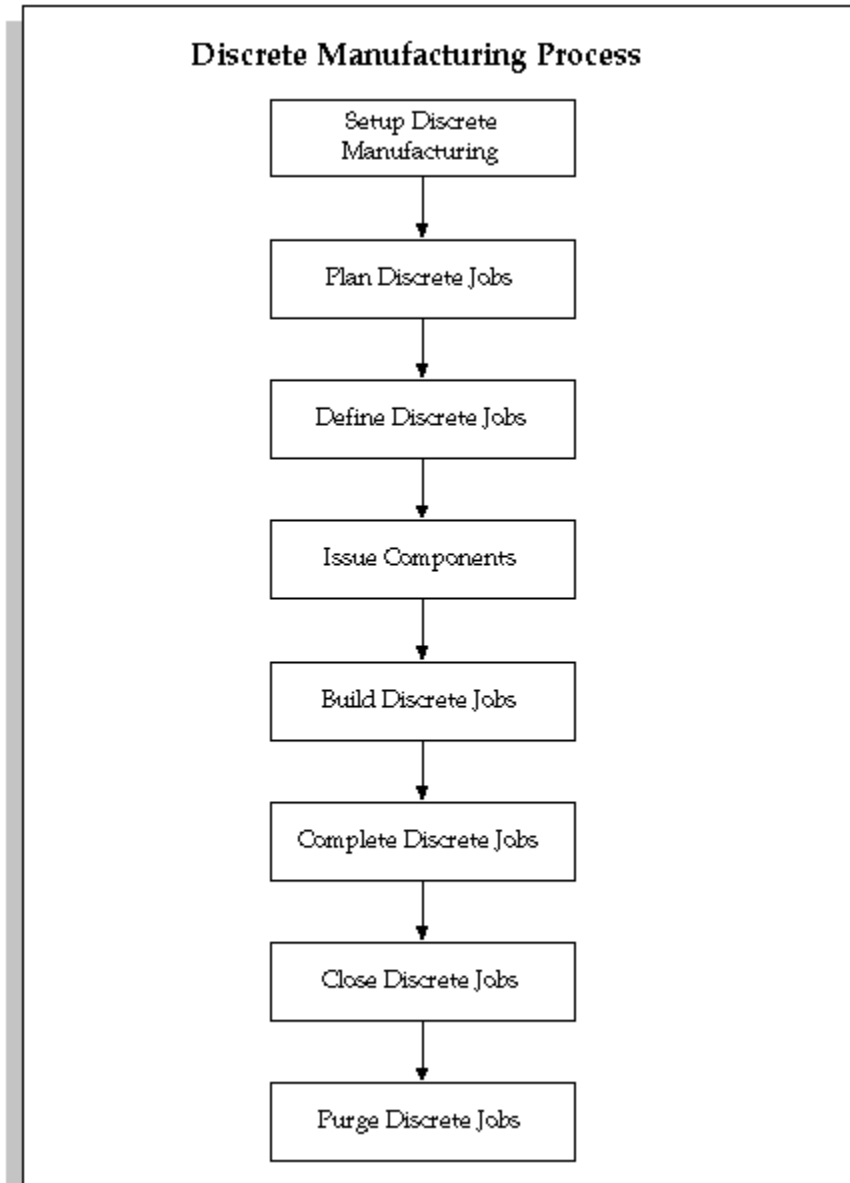 Discrete Manufacturing Process
Setup Discrete
Manufacturing
Plan Discrete Jobs
Define Discrete Jobs
Issue Components
Build Discrete Jobs
Complete Discrete Jobs
Close Discrete Jobs
Purge Discrete Jobs